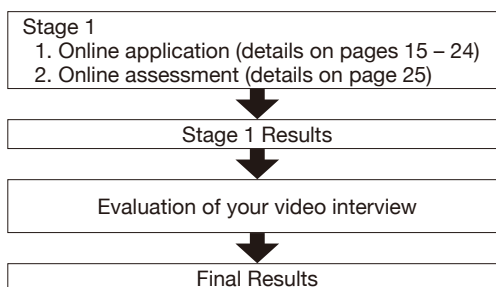 Stage 1
1. Online application (details on pages 15 – 24)
2. Online assessment (details on page 25)
Stage 1 Results
Evaluation of your video interview
Final Results